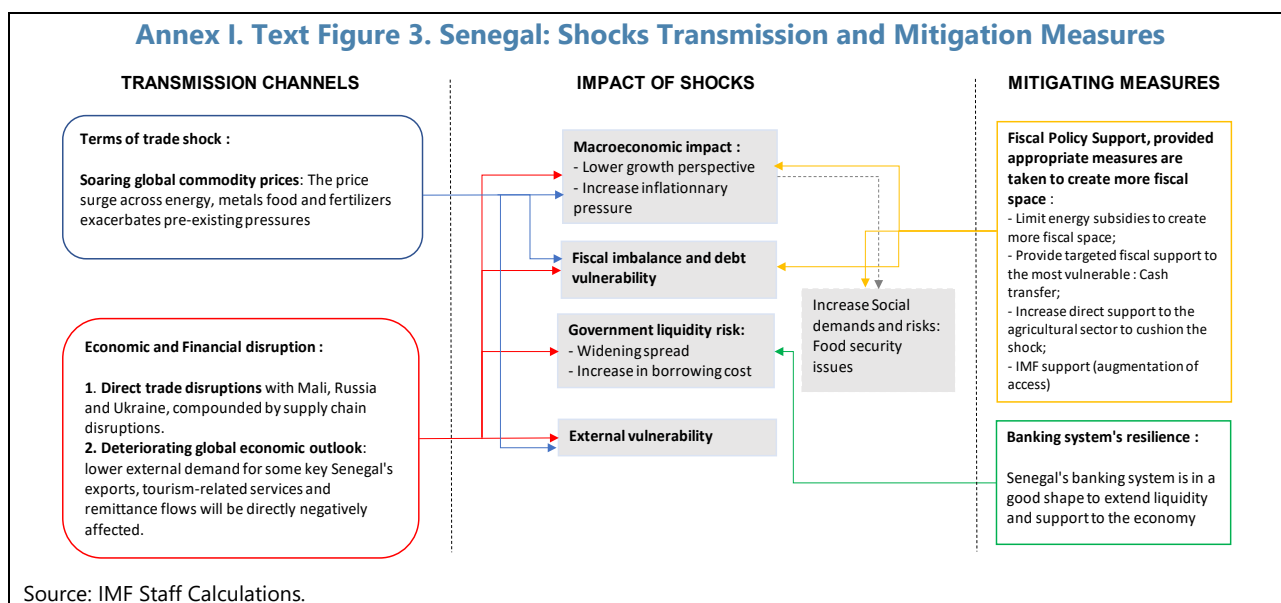 Annex I. Text Figure 3. Senegal: Shocks Transmission and Mitigation Measures
TRANSMISSION CHANNELS
Terms of trade shock :
Soaring global commodity prices: The price
surge across energy, metals food and fertilizers
exacerbates pre-existing pressures
Economic and Financial disruption :
1. Direct trade disruptions with Mali, Russia
and Ukraine, compounded by supply chain
disruptions.
2. Deteriorating global economic outlook:
lower external demand for some key Senegal's
exports, tourism-related services and
remittance flows will be directly negatively
affected.
IMPACT OF SHOCKS
Macroeconomic impact :
- Lower growth perspective
- Increase inflationnary
pressure
Fiscal imbalance and debt
vulnerability
Government liquidity risk:
- Widening spread
- Increase in borrowing cost
External vulnerability
Increase Social
demands and risks:
Food security
issues
MITIGATING MEASURES
Fiscal Policy Support, provided
appropriate measures are
taken to create more fiscal
space :
- Limit energy subsidies to create
more fiscal space;
- Provide targeted fiscal support to
the most vulnerable : Cash
transfer;
- Increase direct support to the
agricultural sector to cushion the
shock;
- IMF support (augmentation of
access)
Banking system's resilience :
Senegal's banking system is in a
good shape to extend liquidity
and support to the economy
Source: IMF Staff Calculations.